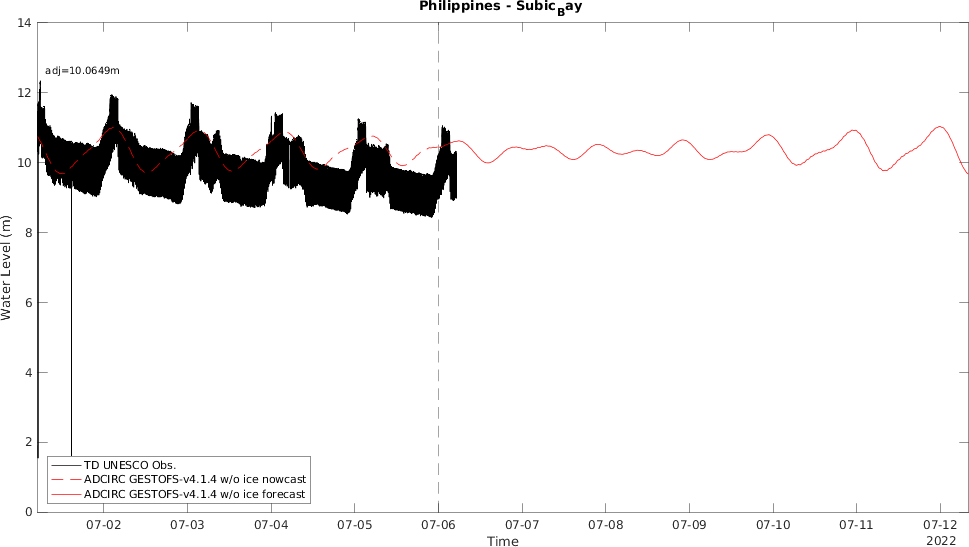 Philippines - Subic_Bay
14
adj=10.0649m
12
10
8
6
4
2
0
Water Level (m)
TD UNESCO Obs.
ADCIRC GESTOFS-v4.1.4 w/o ice nowcast
ADCIRC GESTOFS-v4.1.4 w/o ice forecast
07-02 07-03 07-04 07-05 07-06 07-07 07-08 07-09 07-10 07-11 07-12
Time
2022